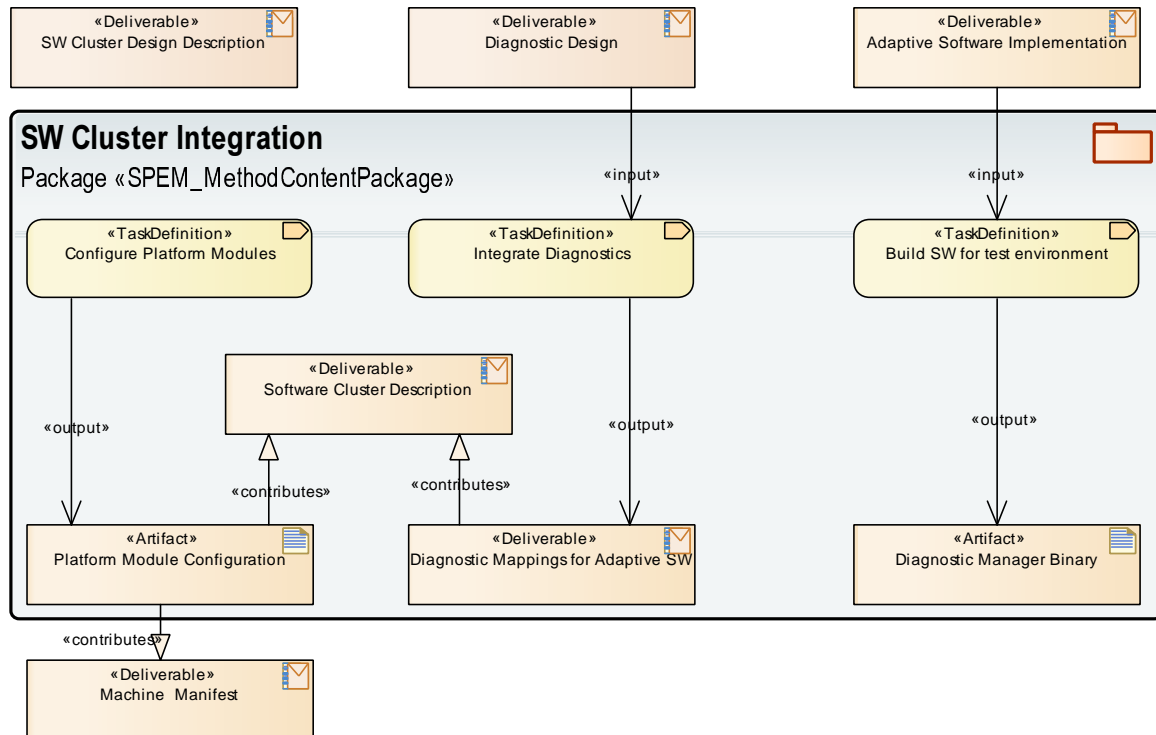 «Deliverable»
SW Cluster Design Description
«Deliverable»
Diagnostic Design
«Deliverable»
Adaptive Software Implementation
SW Cluster Integration
Package «SPEM_MethodContentPackage»
«input»
«input»
«TaskDefinition»
Configure Platform Modules
«TaskDefinition»
Integrate Diagnostics
«TaskDefinition»
Build SW for test environment
«Deliverable»
Software Cluster Description
«output»
«output»
«output»
«contributes»
«contributes»
«Artifact»
Platform Module Configuration
«Deliverable»
Diagnostic Mappings for Adaptive SW
«Artifact»
Diagnostic Manager Binary
«contributes»
«Deliverable»
Machine Manifest